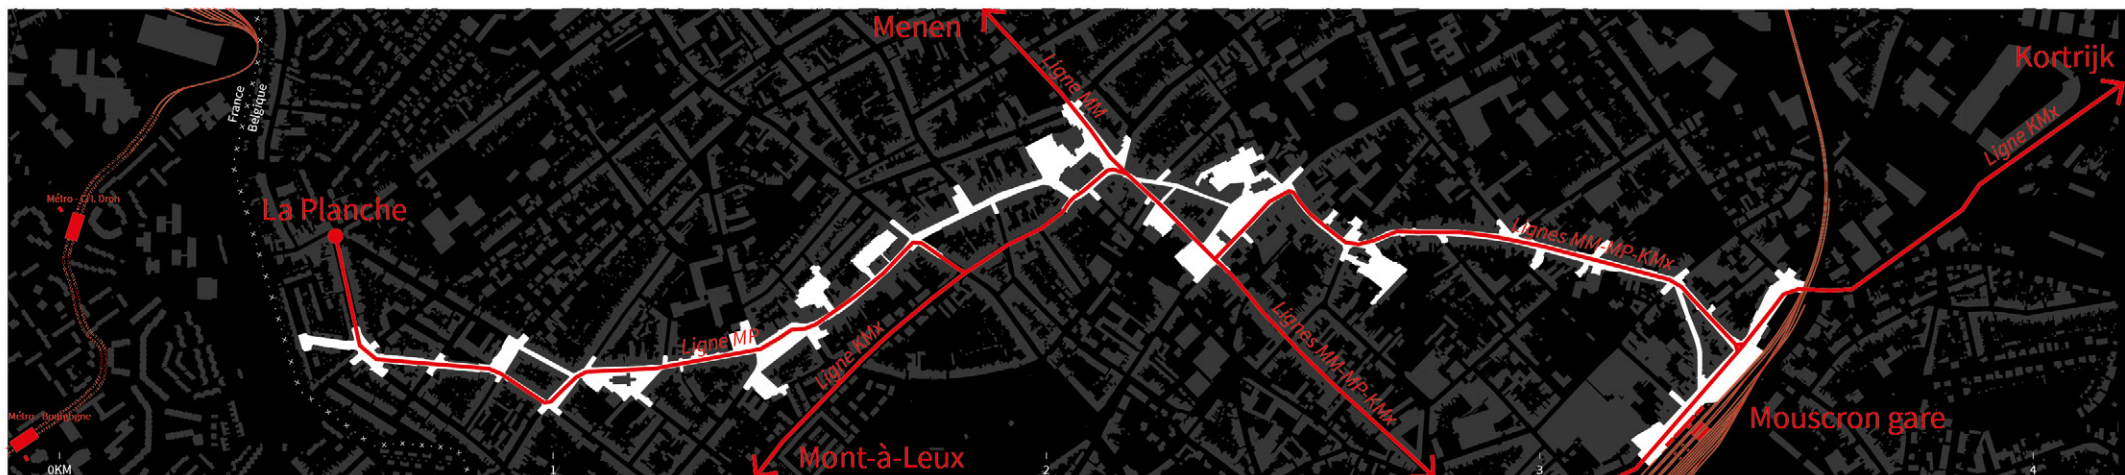 Menen
Kortrijk
Ligne MM
France
Belgique
Ligne KMx
Métro - CH. Dron
La Planche
Lignes MM-MP-KMx
Ligne MP
Ligne KMx
Lignes MM-MP-KMx
Métro - Bourgogne
Mouscron gare
Mont-à-Leux
0KM
1
2
3
4